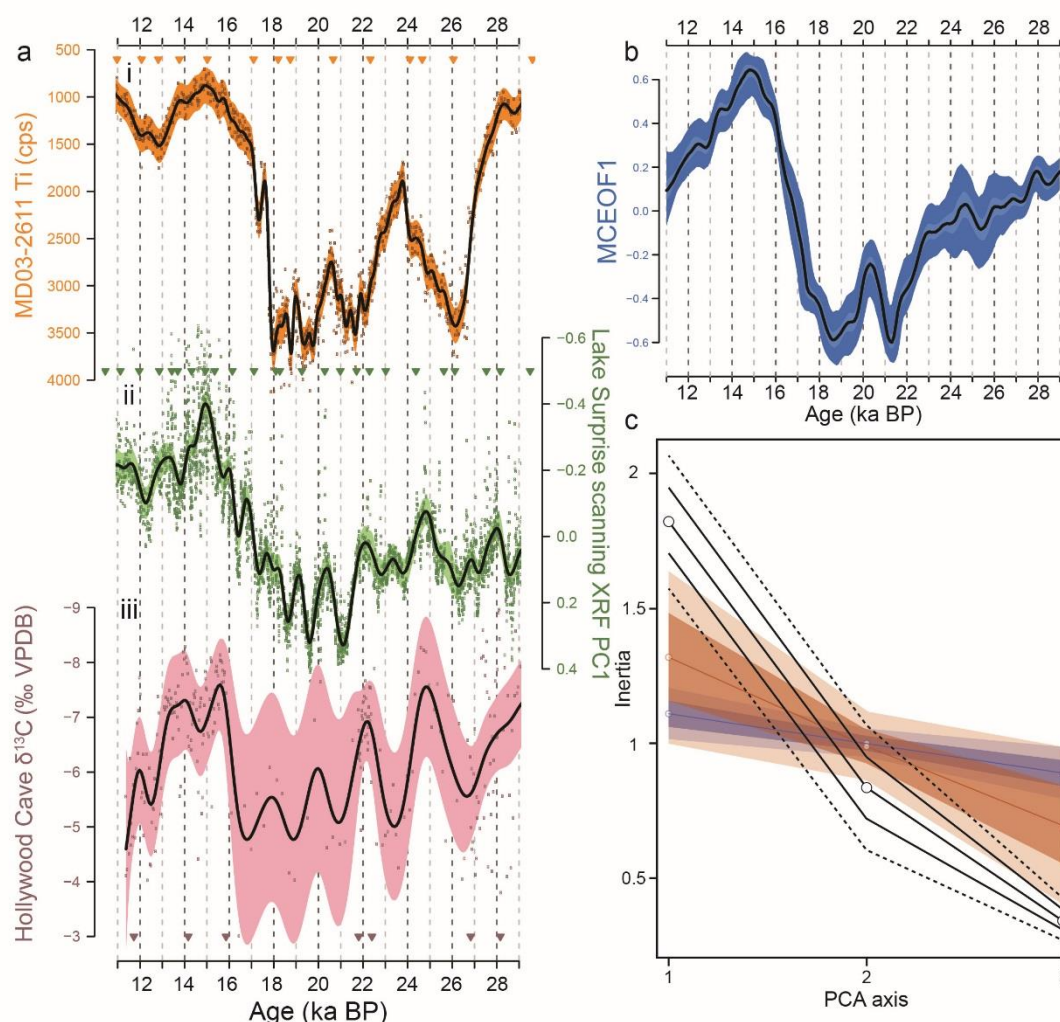 12 14 16 18 20 22 24 26 28
a
i
500
1000
1500
2000
2500
3000
3500
4000
MD03-2611 Ti (cps)
ii
−0.6
−0.4
−0.2
0.0
0.2
0.4
Lake Surprise scanning XRF PC1
iii
−9
−8
−7
−6
−5
−4
−3
Hollywood Cave δ¹³C (‰ VPDB)
12 14 16 18 20 22 24 26 28
Age (ka BP)
b
12 14 16 18 20 22 24 26 28
0.6
0.4
0.2
0.0
−0.2
−0.4
−0.6
MCEOF1
12 14 16 18 20 22 24 26 28
Age (ka BP)
c
2
1.5
1
0.5
Inertia
1 2
PCA axis